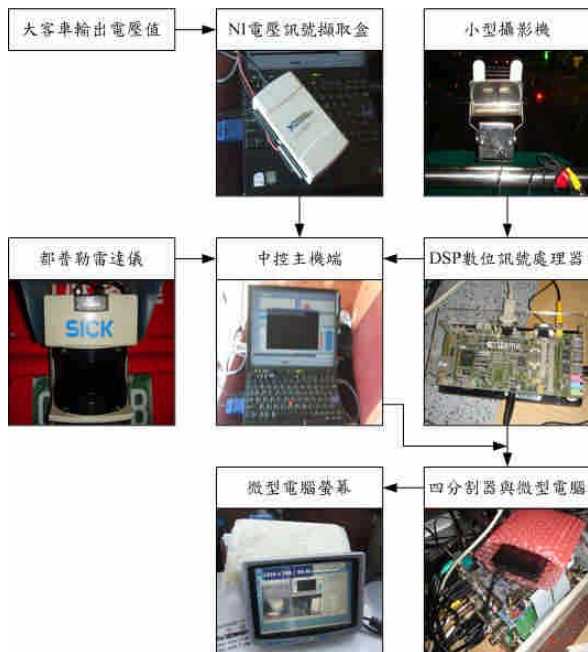 大客車輸出電壓值
NI電壓訊號擷取盒
小型攝影機
都普勒雷達儀
中控主機端
DSP數位訊號處理器
SICK
微型電腦螢幕
四分割器與微型電腦